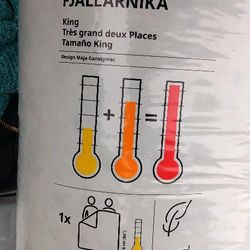 FJÄLLARNIKA
King
Très grand deux Places
Tamaño King
Design Maja Ganszyniec
+
=
1x